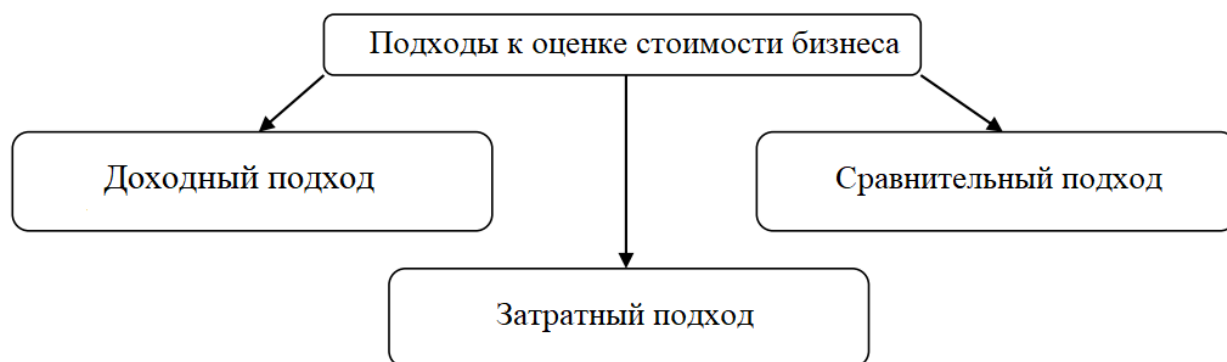 Подходы к оценке стоимости бизнеса
Доходный подход
Сравнительный подход
Затратный подход